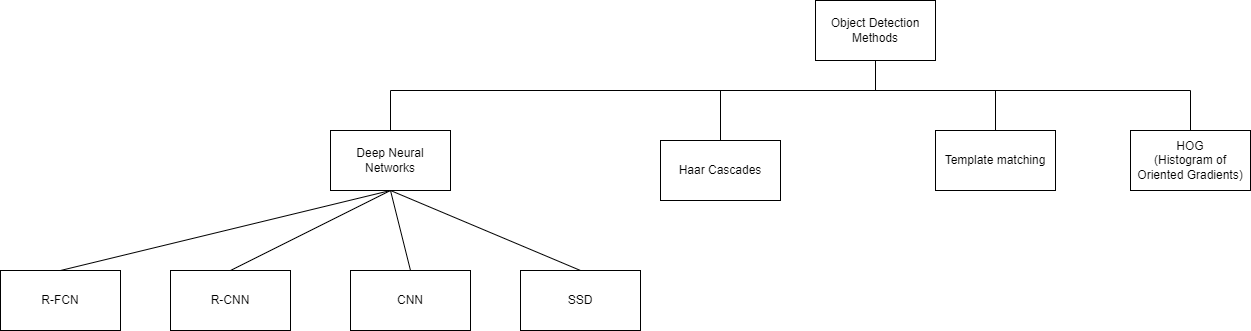 Object Detection
Methods
Deep Neural
Networks
Haar Cascades
Template matching
HOG
(Histogram of
Oriented Gradients)
R-FCN
R-CNN
CNN
SSD